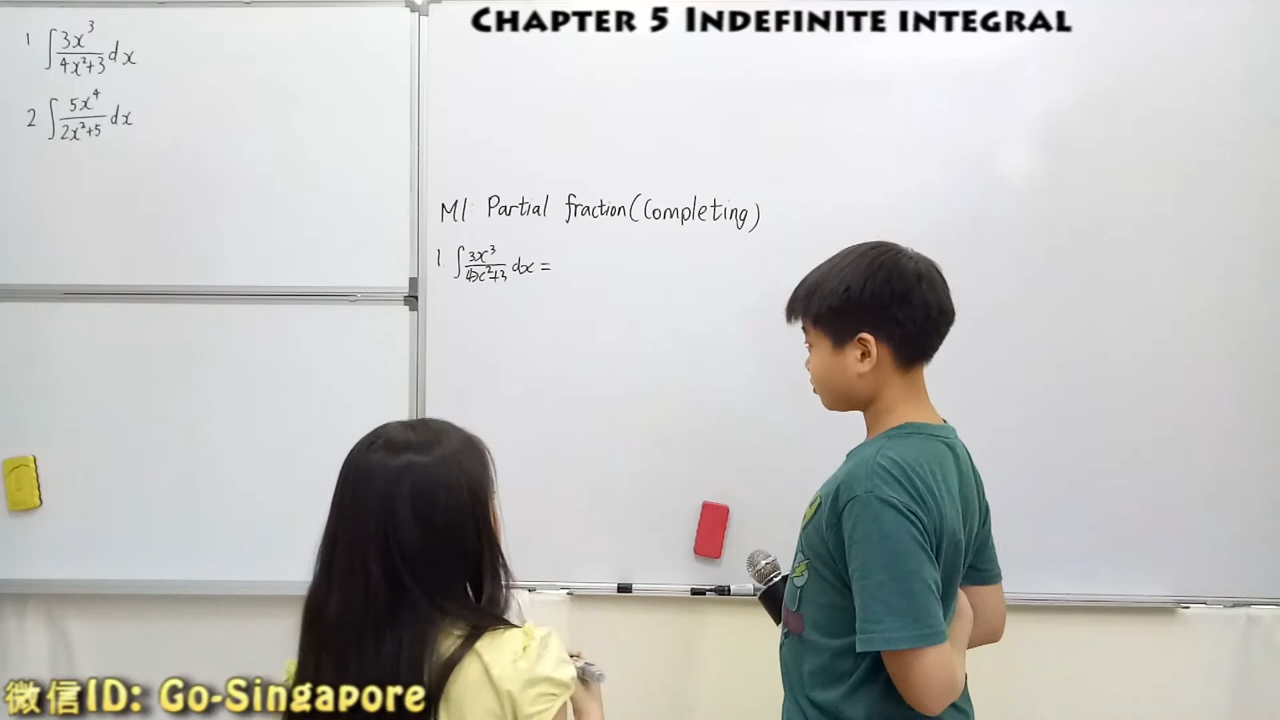 CHAPTER 5 INDEFINITE INTEGRAL
1 ∫ 3x³/(4x²+3) dx
2 ∫ 5x⁴/(2x²+5) dx
M1 Partial fraction (Completing)
1. ∫ 3x³/(4x²+3) dx =
微信ID: Go-Singapore